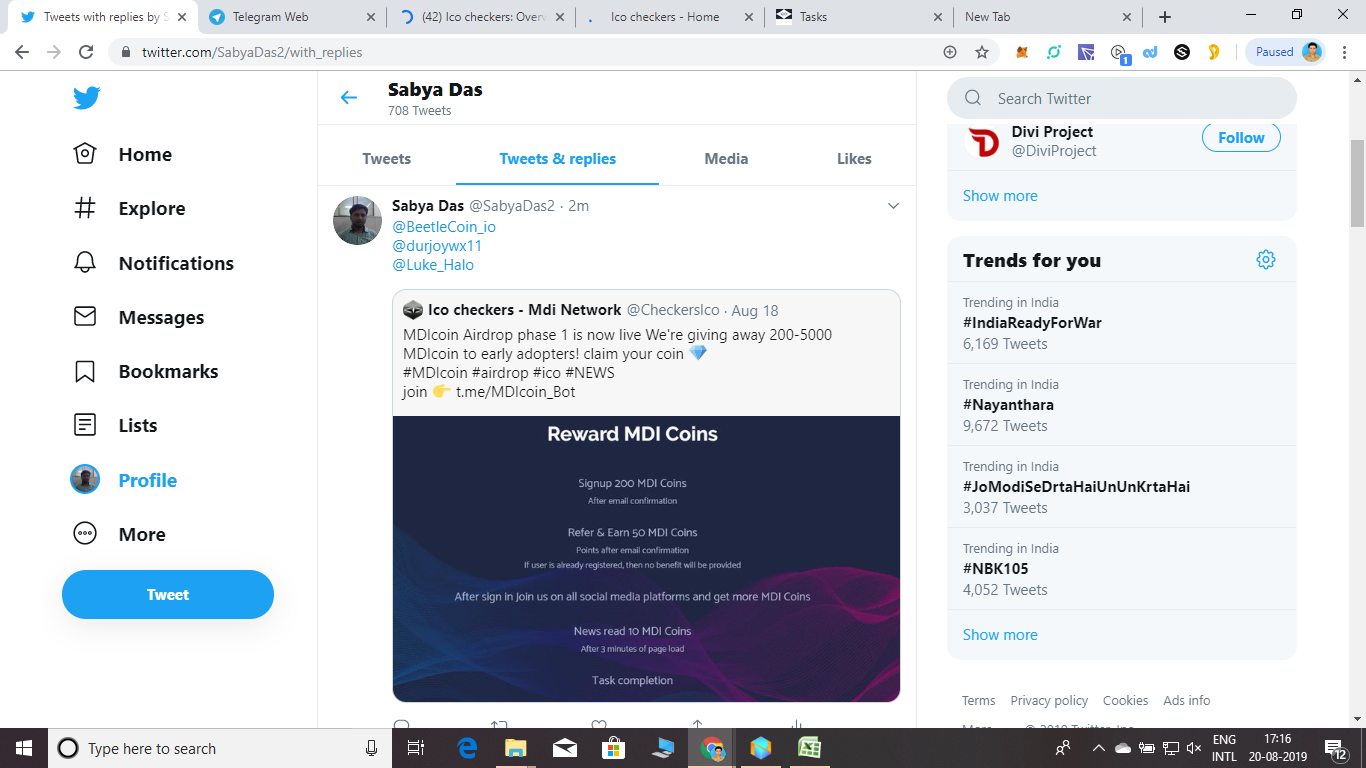 Tweets with replies by S
Telegram Web
(42) Ico checkers: Overv
Ico checkers - Home
Tasks
New Tab
twitter.com/SabyaDas2/with_replies
1
Paused
Sabya Das
708 Tweets
Search Twitter
Home
Explore
Notifications
Messages
Bookmarks
Lists
Profile
More
Tweet
Tweets
Tweets & replies
Media
Likes
Sabya Das @SabyaDas2 · 2m
@BeetleCoin_io
@durjoywx11
@Luke_Halo
Ico checkers - Mdi Network @CheckersIco · Aug 18
MDIcoin Airdrop phase 1 is now live We're giving away 200-5000
MDIcoin to early adopters! claim your coin 💎
#MDIcoin #airdrop #ico #NEWS
join 👉 t.me/MDIcoin_Bot
Reward MDI Coins
Signup 200 MDI Coins
After email confirmation
Refer & Earn 50 MDI Coins
Points after email confirmation
If user is already registered, then no benefit will be provided
After sign in Join us on all social media platforms and get more MDI Coins
News read 10 MDI Coins
After 3 minutes of page load
Task completion
Divi Project
@DiviProject
Follow
Show more
Trends for you
Trending in India
#IndiaReadyForWar
6,169 Tweets
Trending in India
#Nayanthara
9,672 Tweets
Trending in India
#JoModiSeDrtaHaiUnUnKrtaHai
3,037 Tweets
Trending in India
#NBK105
4,052 Tweets
Show more
Terms Privacy policy Cookies Ads info
Type here to search
ENG
INTL
17:16
20-08-2019
12